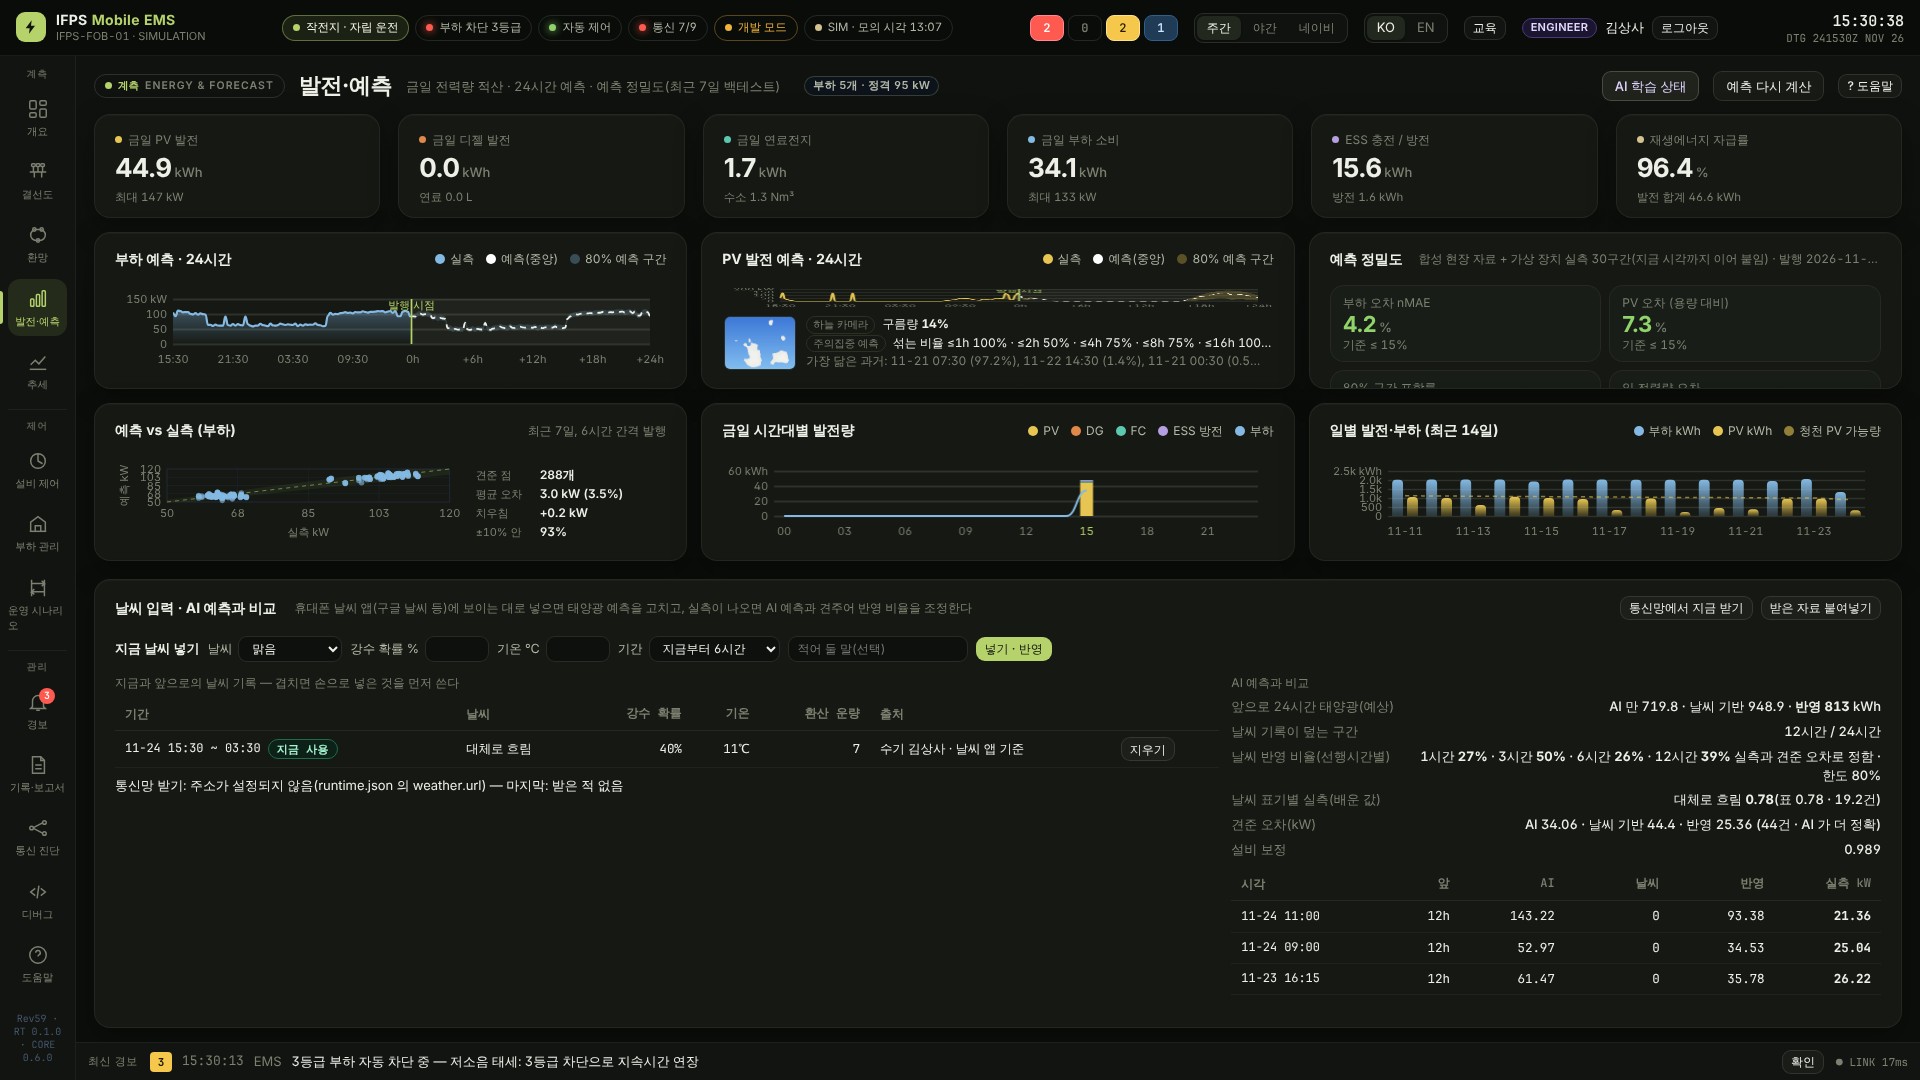 IFPS Mobile EMS
IFPS-FOB-01 · SIMULATION
작전지 · 자립 운전
부하 차단 3등급
자동 제어
통신 7/9
개발 모드
SIM · 모의 시각 13:07
2 0 2 1
주간 야간 네이비
KO EN
교육
ENGINEER 김상사 로그아웃
15:30:38
DTG 241530Z NOV 26
계측
개요
결선도
환망
발전·예측
추세
제어
설비 제어
부하 관리
운영 시나리오
관리
3
경보
기록·보고서
통신 진단
디버그
도움말
Rev59 ·
RT 0.1.0
· CORE
0.6.0
계측 ENERGY & FORECAST
발전·예측
금일 전력량 적산 · 24시간 예측 · 예측 정밀도(최근 7일 백테스트)
부하 5개 · 정격 95 kW
AI 학습 상태
예측 다시 계산
? 도움말
금일 PV 발전
44.9 kWh
최대 147 kW
금일 디젤 발전
0.0 kWh
연료 0.0 L
금일 연료전지
1.7 kWh
수소 1.3 Nm³
금일 부하 소비
34.1 kWh
최대 133 kW
ESS 충전 / 방전
15.6 kWh
방전 1.6 kWh
재생에너지 자급률
96.4 %
발전 합계 46.6 kWh
부하 예측 · 24시간
실측 예측(중앙) 80% 예측 구간
150 kW
100
50
0
발행 시점
15:30 21:30 03:30 09:30 0h +6h +12h +18h +24h
PV 발전 예측 · 24시간
실측 예측(중앙) 80% 예측 구간
하늘 카메라 구름량 14%
주의집중 예측 섞는 비율 ≤1h 100% · ≤2h 50% · ≤4h 75% · ≤8h 75% · ≤16h 100...
가장 닮은 과거: 11-21 07:30 (97.2%), 11-22 14:30 (1.4%), 11-21 00:30 (0.5...
예측 정밀도
합성 현장 자료 + 가상 장치 실측 30구간(지금 시각까지 이어 붙임) · 발행 2026-11-...
부하 오차 nMAE
4.2 %
기준 ≤ 15%
PV 오차 (용량 대비)
7.3 %
기준 ≤ 15%
예측 vs 실측 (부하)
최근 7일, 6시간 간격 발행
예측 kW
120
103
85
68
50
50 68 85 103 120
실측 kW
견준 점 288개
평균 오차 3.0 kW (3.5%)
치우침 +0.2 kW
±10% 안 93%
금일 시간대별 발전량
PV DG FC ESS 방전 부하
60 kWh
40
20
0
00 03 06 09 12 15 18 21
일별 발전·부하 (최근 14일)
부하 kWh PV kWh 청천 PV 가능량
2.5k kWh
2.0k
1.5k
1.0k
500
0
11-11 11-13 11-15 11-17 11-19 11-21 11-23
날씨 입력 · AI 예측과 비교
휴대폰 날씨 앱(구글 날씨 등)에 보이는 대로 넣으면 태양광 예측을 고치고, 실측이 나오면 AI 예측과 견주어 반영 비율을 조정한다
통신망에서 지금 받기
받은 자료 붙여넣기
지금 날씨 넣기 날씨 맑음 강수 확률 % 기온 ℃ 기간 지금부터 6시간 적어 둘 말(선택) 넣기 · 반영
지금과 앞으로의 날씨 기록 — 겹치면 손으로 넣은 것을 먼저 쓴다
기간 날씨 강수 확률 기온 환산 운량 출처
11-24 15:30 ~ 03:30 지금 사용 대체로 흐림 40% 11℃ 7 수기 김상사 · 날씨 앱 기준 지우기
통신망 받기: 주소가 설정되지 않음(runtime.json 의 weather.url) — 마지막: 받은 적 없음
AI 예측과 비교
앞으로 24시간 태양광(예상) AI 만 719.8 · 날씨 기반 948.9 · 반영 813 kWh
날씨 기록이 덮는 구간 12시간 / 24시간
날씨 반영 비율(선행시간별) 1시간 27% · 3시간 50% · 6시간 26% · 12시간 39% 실측과 견준 오차로 정함 ·
한도 80%
날씨 표기별 실측(배운 값) 대체로 흐림 0.78(표 0.78 · 19.2건)
견준 오차(kW) AI 34.06 · 날씨 기반 44.4 · 반영 25.36 (44건 · AI 가 더 정확)
설비 보정 0.989
시각 앞 AI 날씨 반영 실측 kW
11-24 11:00 12h 143.22 0 93.38 21.36
11-24 09:00 12h 52.97 0 34.53 25.04
11-23 16:15 12h 61.47 0 35.78 26.22
최신 경보 3 15:30:13 EMS 3등급 부하 자동 차단 중 — 저소음 태세: 3등급 차단으로 지속시간 연장
확인
LINK 17ms